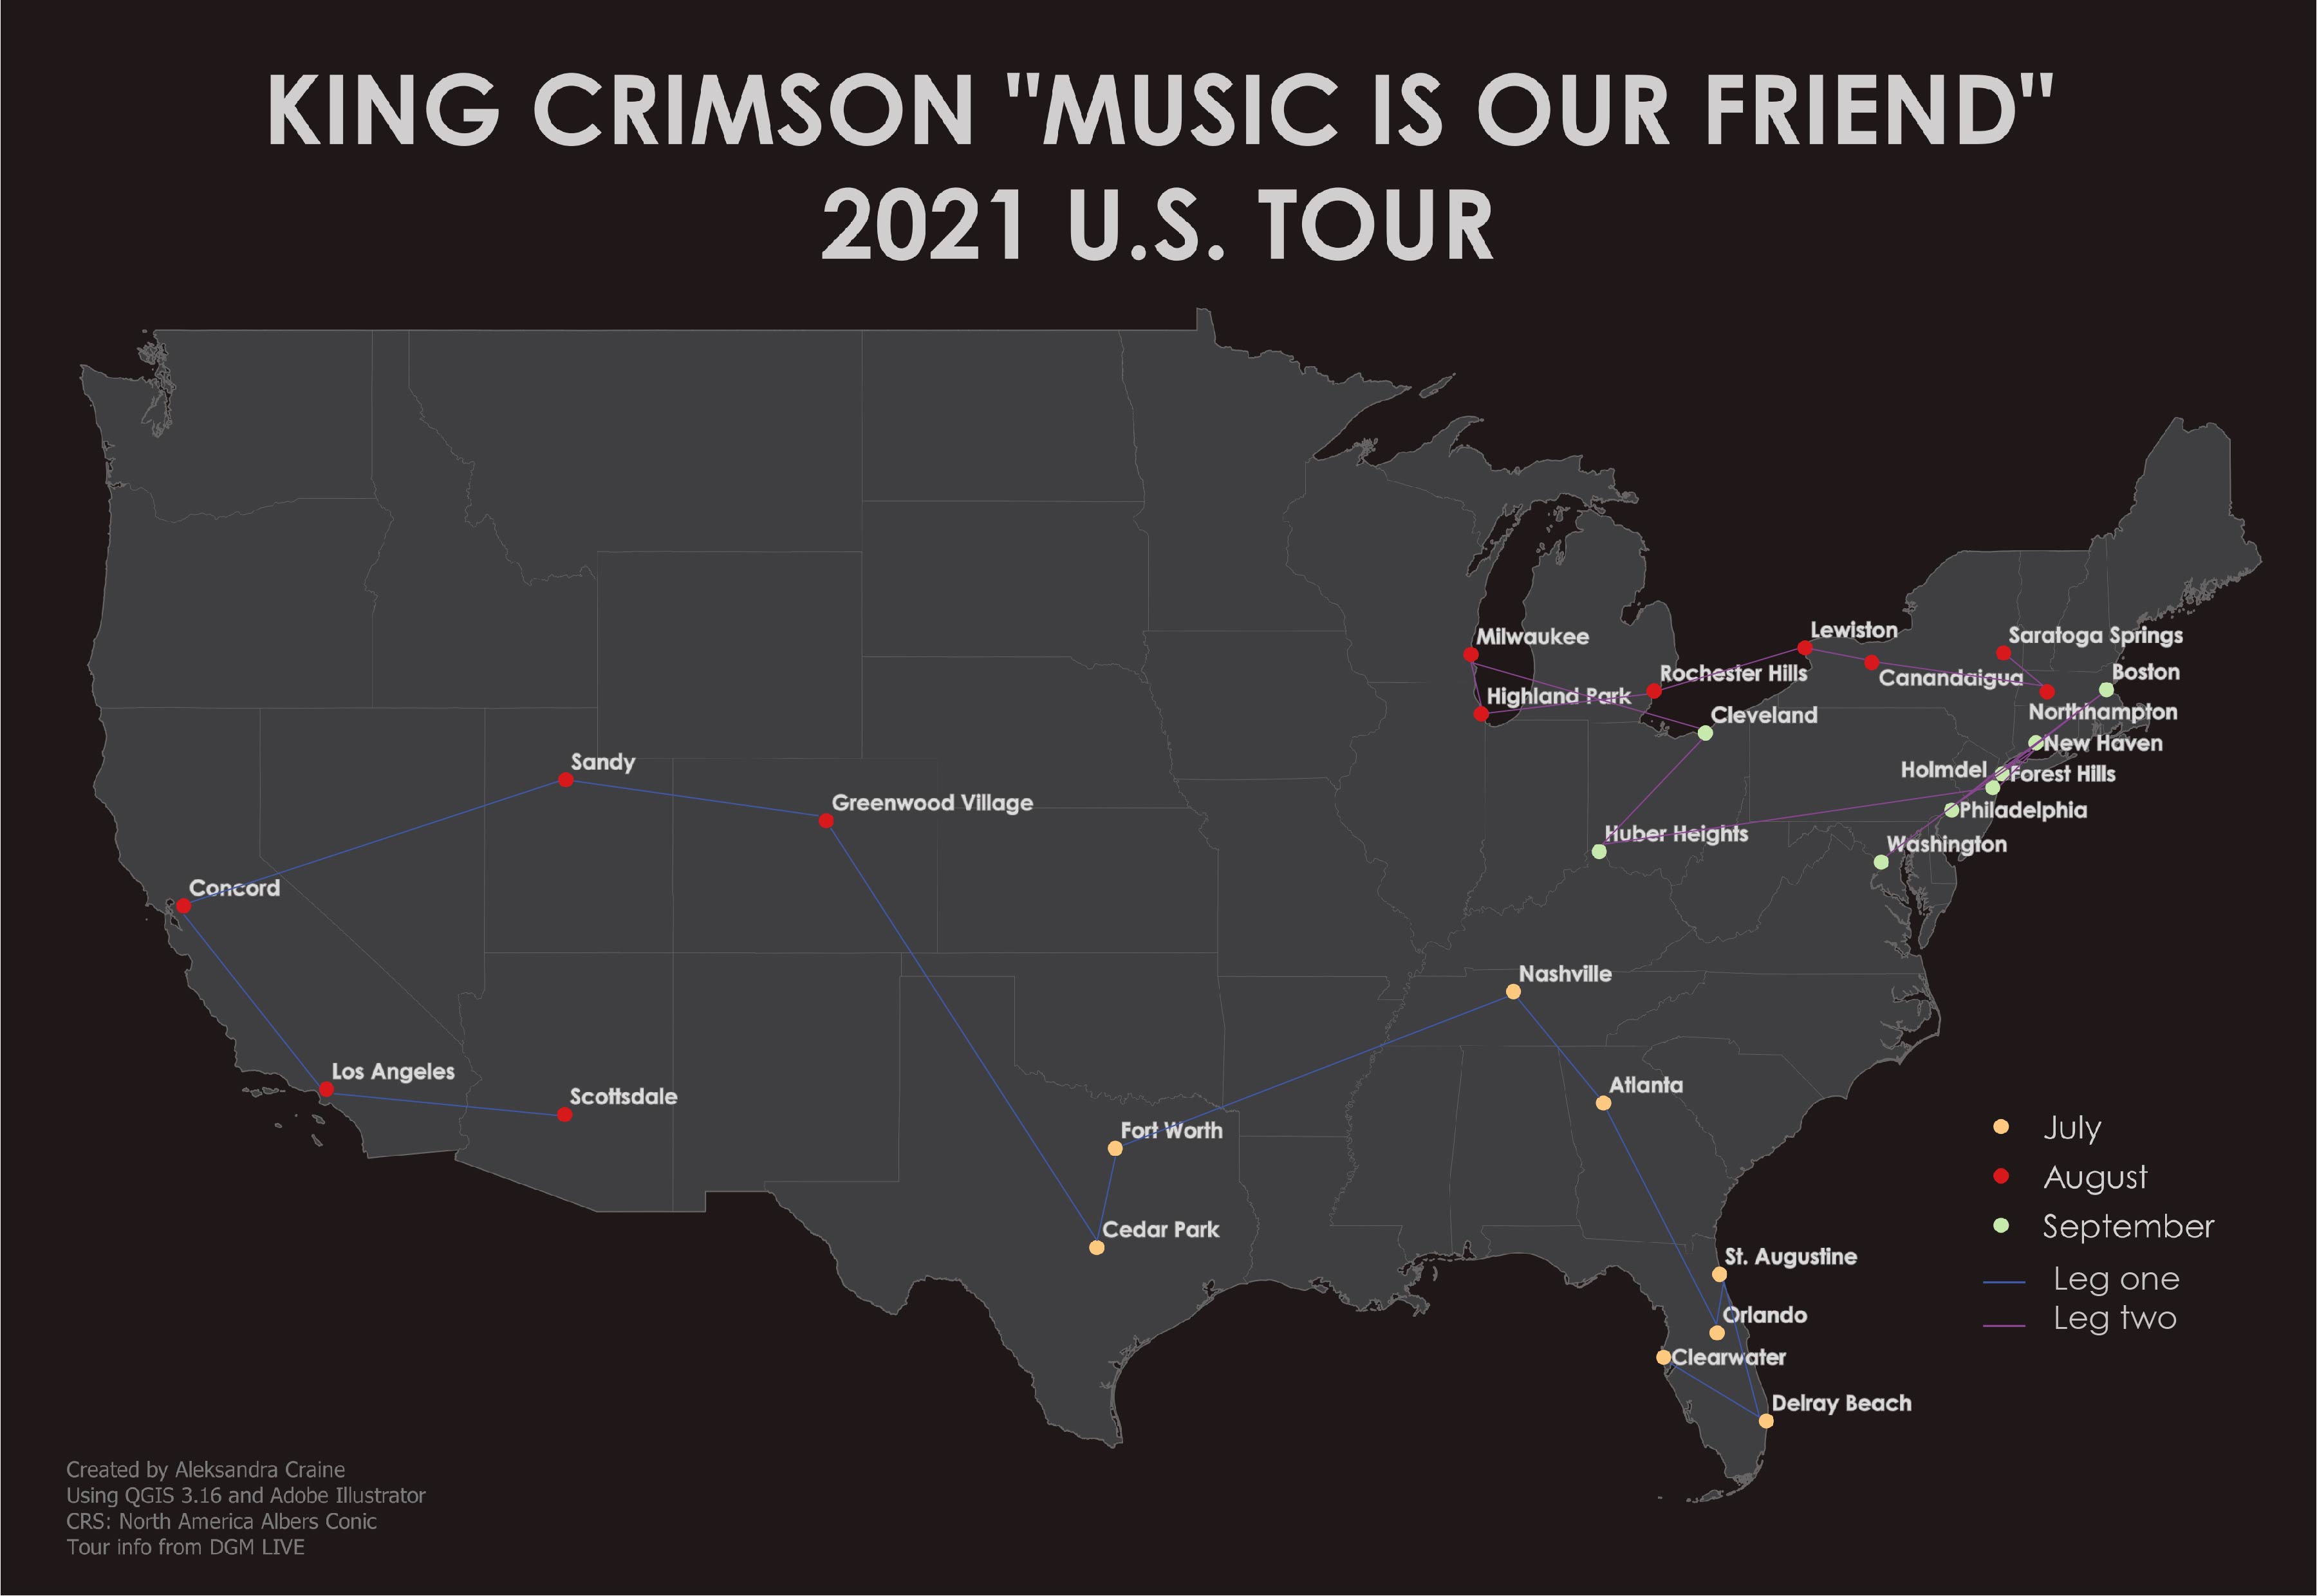 KING CRIMSON "MUSIC IS OUR FRIEND"
2021 U.S. TOUR
Milwaukee
Highland Park
Rochester Hills
Lewiston
Canandaigua
Saratoga Springs
Boston
Northhampton
Cleveland
New Haven
Holmdel
Forest Hills
Philadelphia
Huber Heights
Washington
Sandy
Greenwood Village
Concord
Nashville
Los Angeles
Scottsdale
Atlanta
Fort Worth
Cedar Park
St. Augustine
Orlando
Clearwater
Delray Beach
July
August
September
Leg one
Leg two
Created by Aleksandra Craine
Using QGIS 3.16 and Adobe Illustrator
CRS: North America Albers Conic
Tour info from DGM LIVE